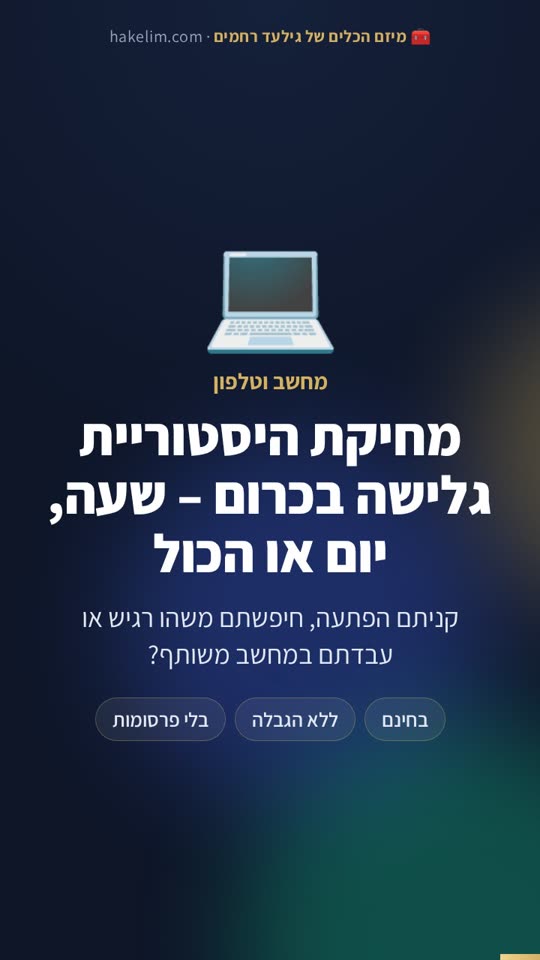 🧰 מיזם הכלים של גילעד רחמים · hakelim.com
מחשב וטלפון
מחיקת היסטוריית
גלישה בכרום – שעה,
יום או הכול
קניתם הפתעה, חיפשתם משהו רגיש או
עבדתם במחשב משותף?
בחינם
ללא הגבלה
בלי פרסומות